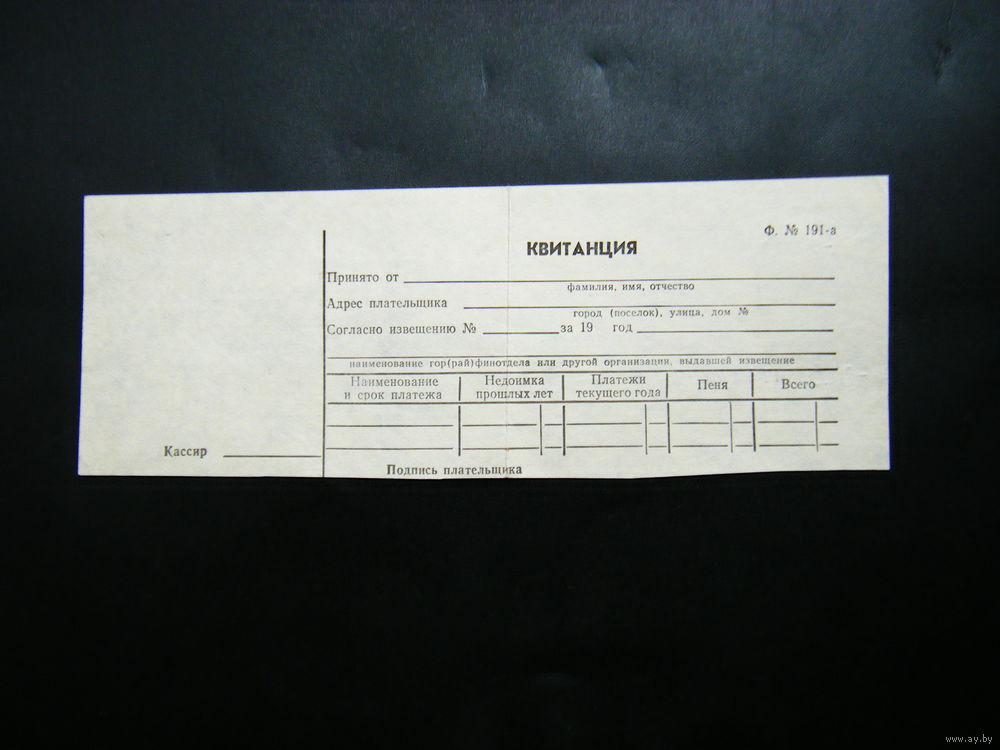 Ф. № 191-а
КВИТАНЦИЯ
Принято от
фамилия, имя, отчество
Адрес плательщика
город (поселок), улица, дом №
Согласно извещению № за 19 год
наименование гор(рай)финотдела или другой организации, выдавшей извещение
Наименование и срок платежа
Недоимка прошлых лет
Платежи текущего года
Пеня
Всего
Кассир
Подпись плательщика
www.ay.by